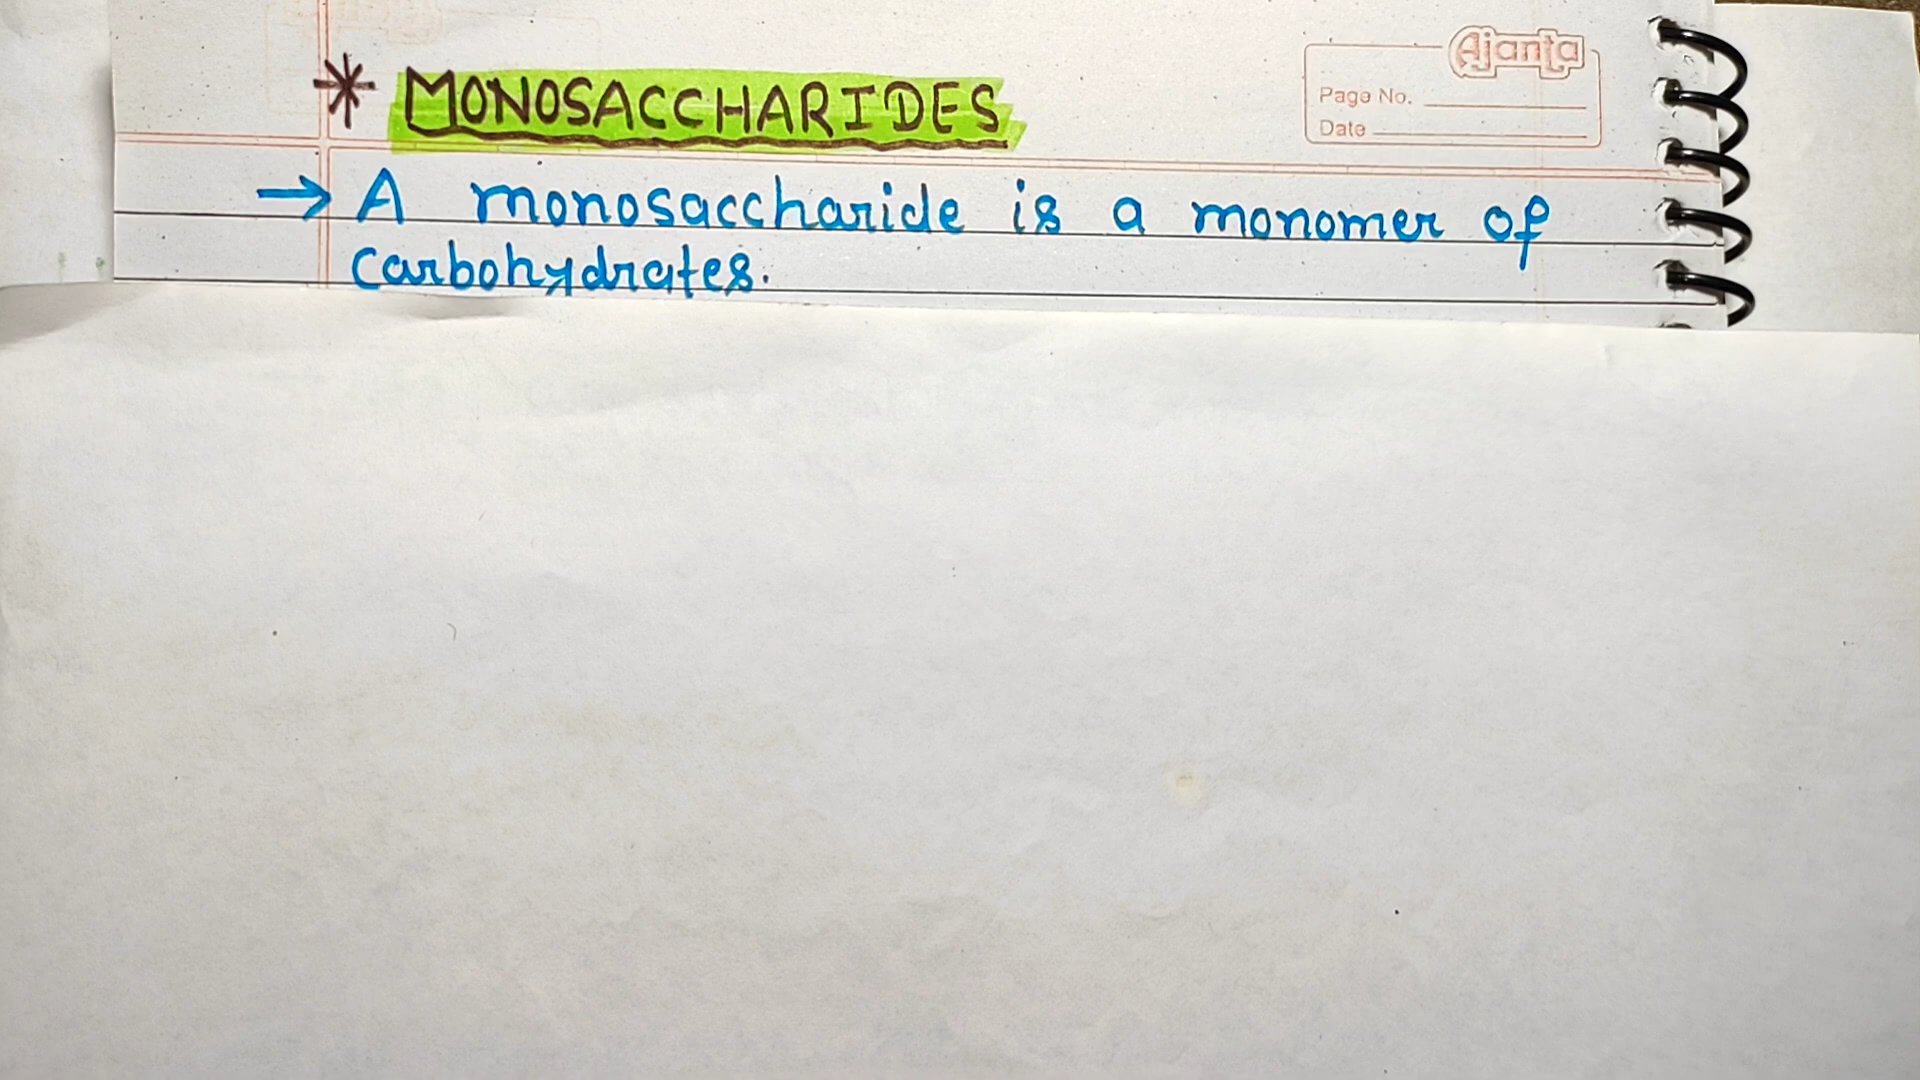 * MONOSACCHARIDES
Ajanta
Page No.
Date
→ A monosaccharide is a monomer of
carbohydrates.